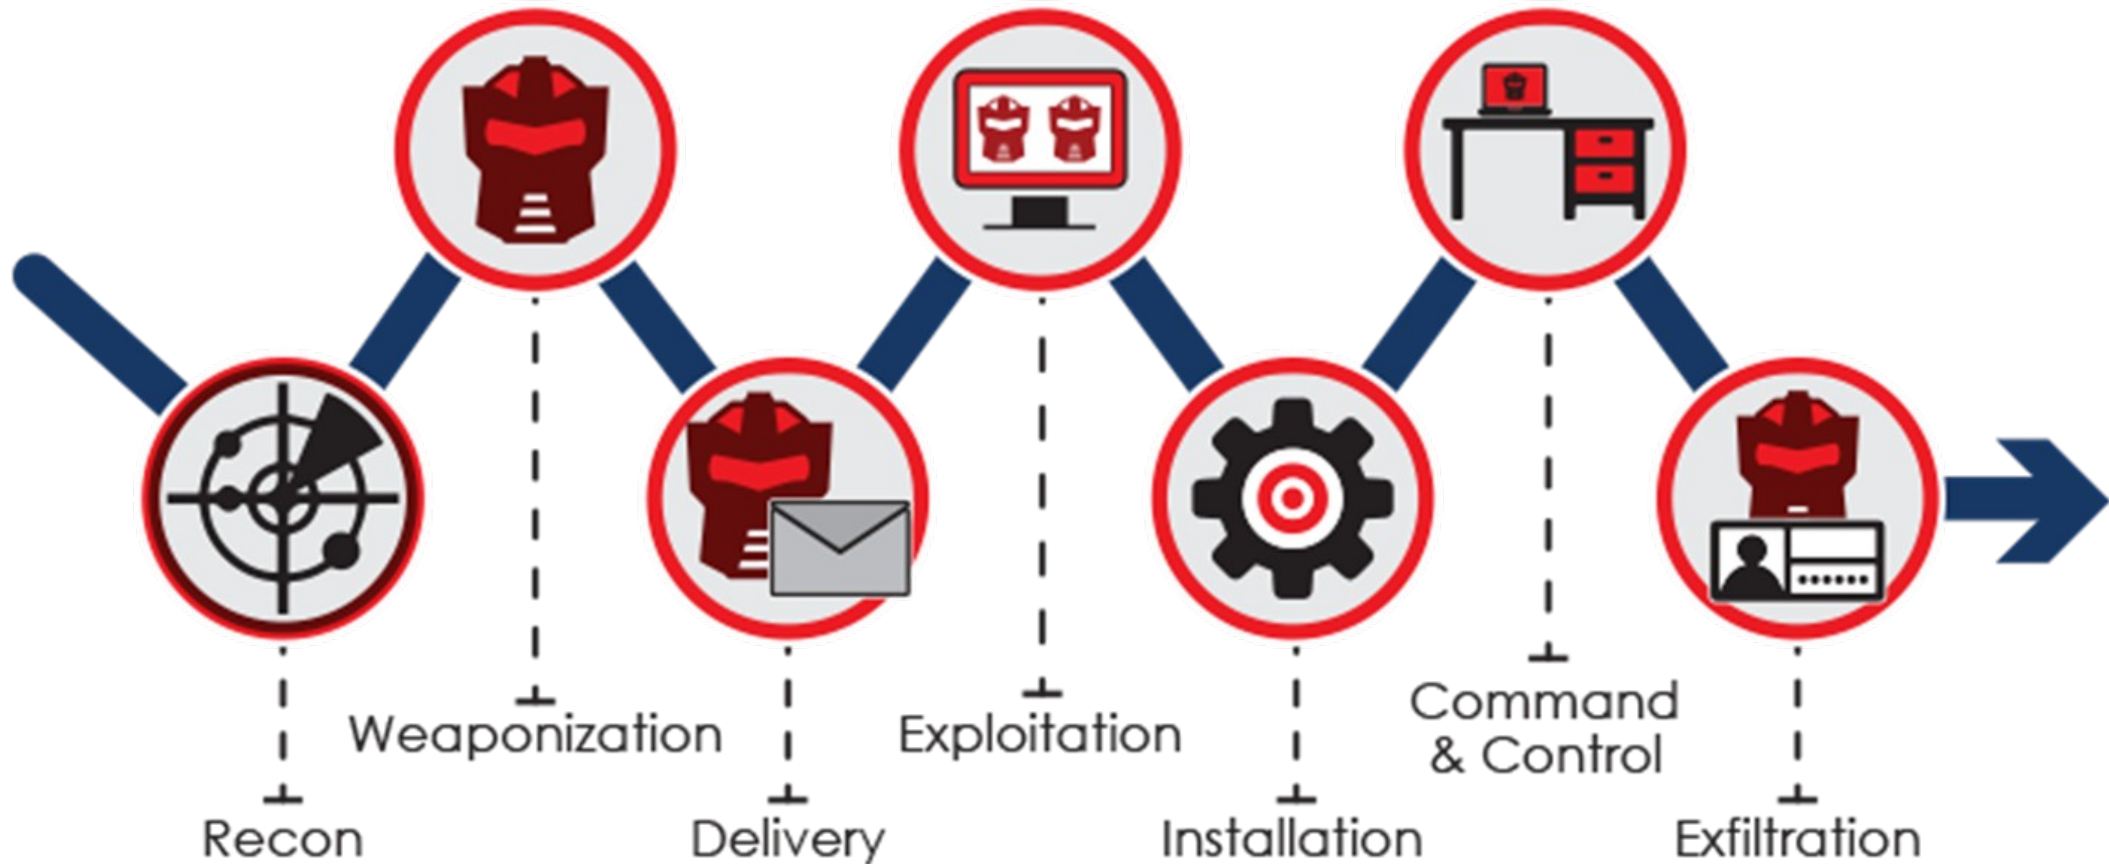 Recon
Weaponization
Delivery
Exploitation
Installation
Command
& Control
Exfiltration